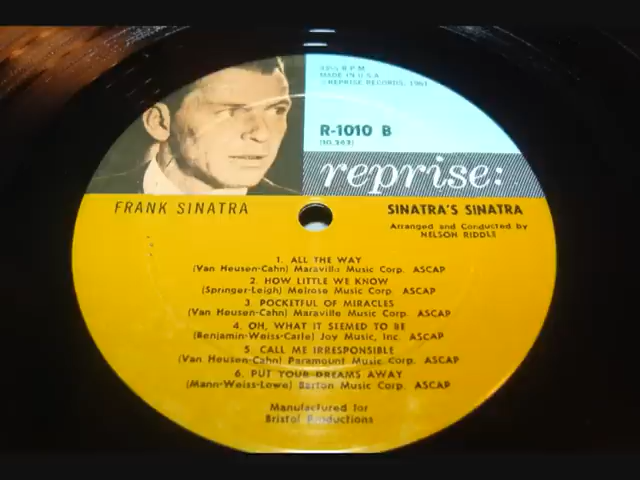 33⅓ R.P.M.
MADE IN U.S.A.
© REPRISE RECORDS, 1961
R-1010 B
(10,363)
reprise:
FRANK SINATRA
SINATRA'S SINATRA
Arranged and Conducted by
NELSON RIDDLE
1. ALL THE WAY
(Van Heusen-Cahn) Maraville Music Corp. ASCAP
2. HOW LITTLE WE KNOW
(Springer-Leigh) Melrose Music Corp. ASCAP
3. POCKETFUL OF MIRACLES
(Van Heusen-Cahn) Maraville Music Corp. ASCAP
4. OH, WHAT IT SEEMED TO BE
(Benjamin-Weiss-Carle) Joy Music, Inc. ASCAP
5. CALL ME IRRESPONSIBLE
(Van Heusen-Cahn) Paramount Music Corp. ASCAP
6. PUT YOUR DREAMS AWAY
(Mann-Weiss-Lowe) Barton Music Corp. ASCAP
Manufactured for
Bristol Productions